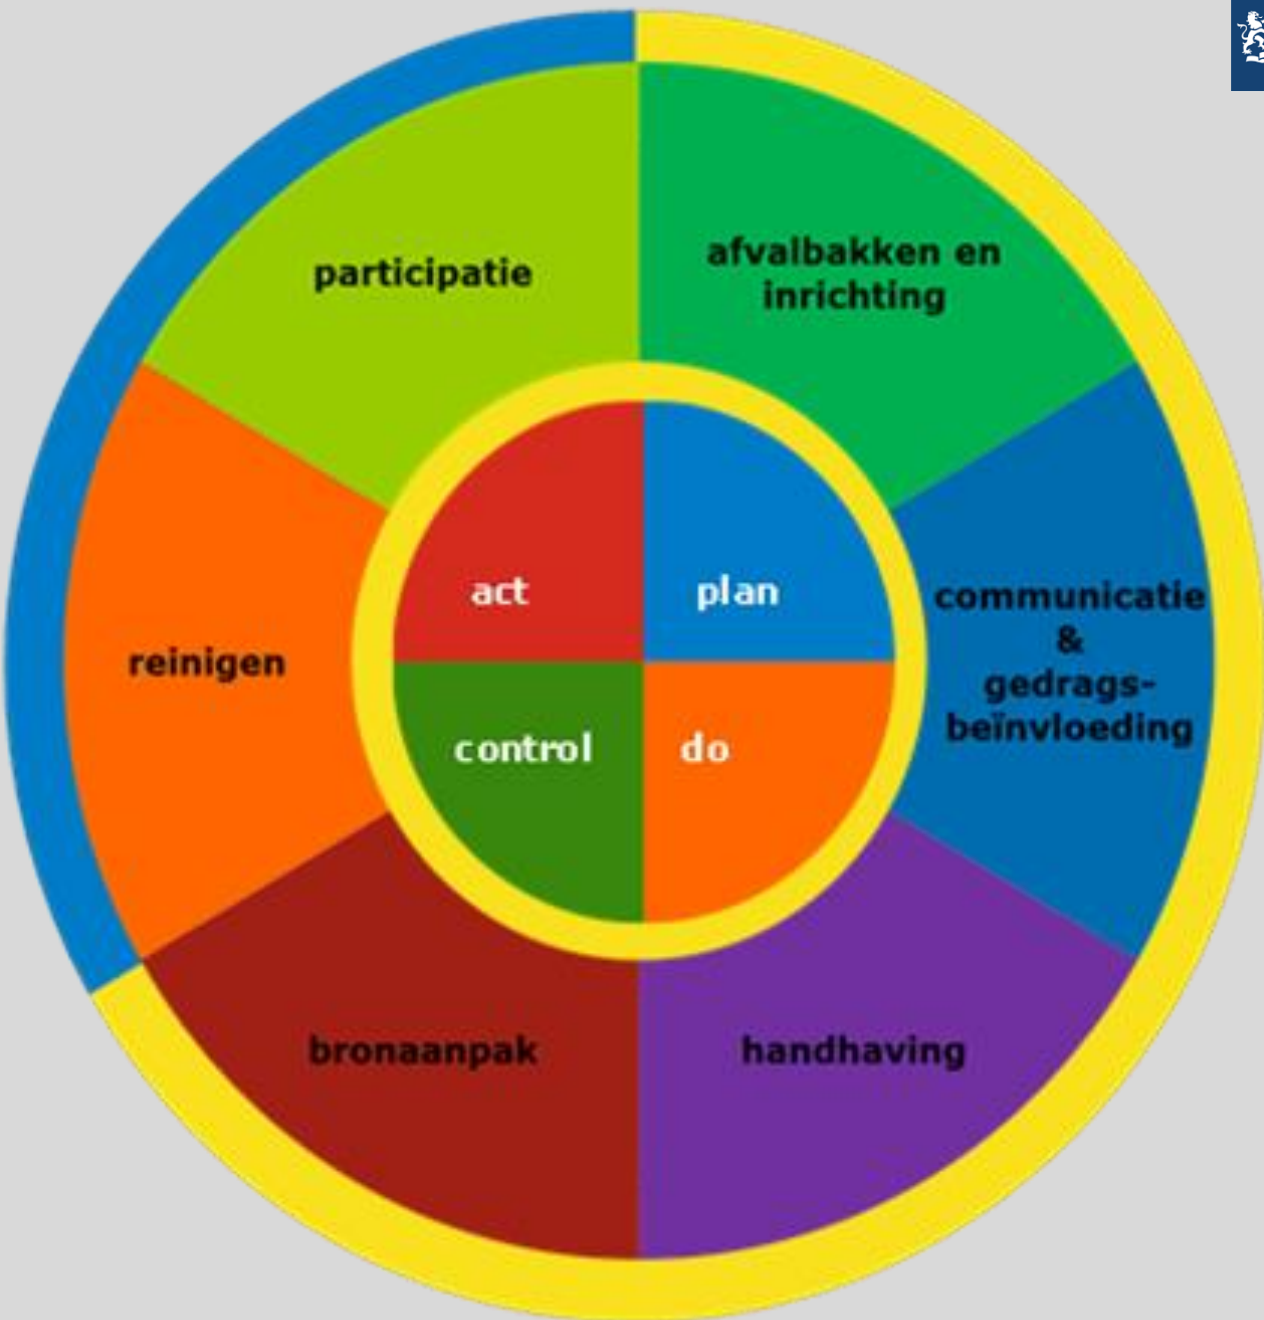 participatie
afvalbakken en
inrichting
act
plan
communicatie
&
gedrags-
beïnvloeding
reinigen
control
do
bronaanpak
handhaving